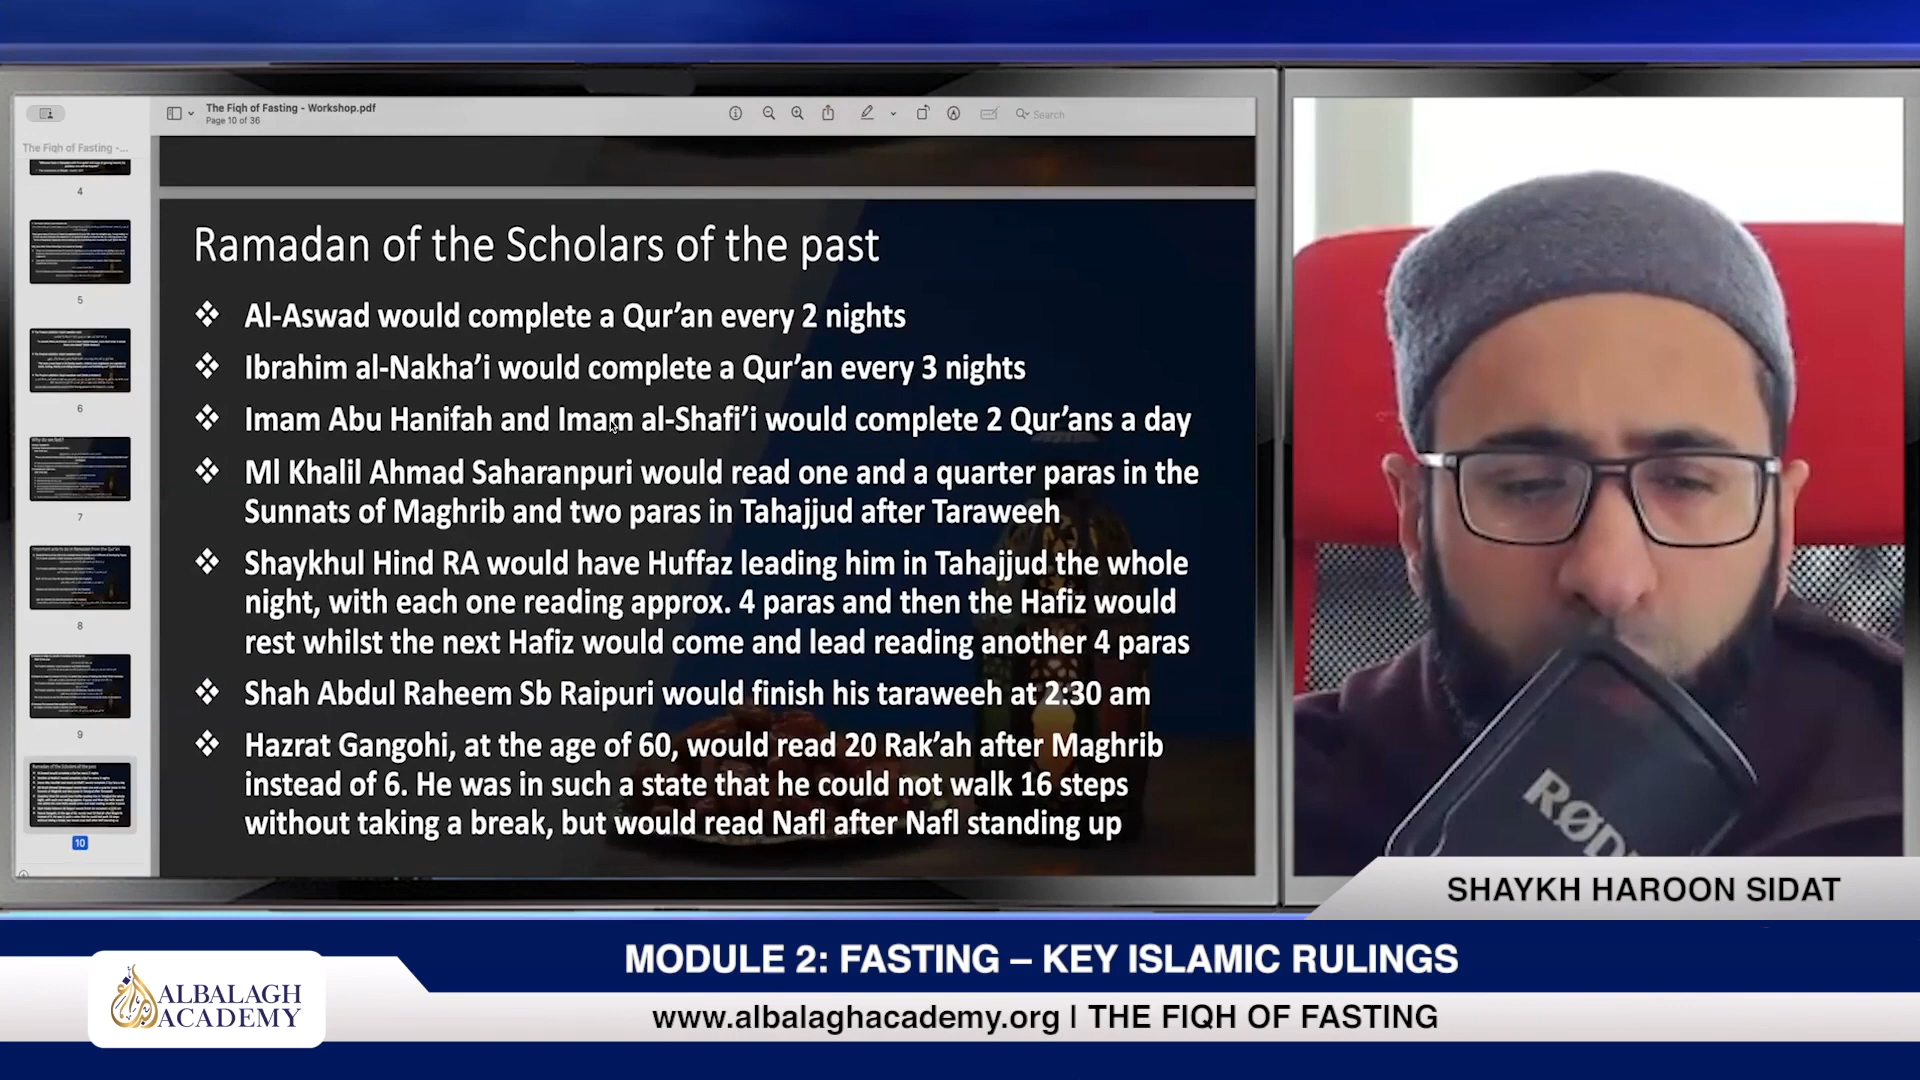 The Fiqh of Fasting - Workshop.pdf
Page 10 of 36
Search
The Fiqh of Fasting -...
4
5
6
7
8
9
10
Ramadan of the Scholars of the past
❖ Al-Aswad would complete a Qur’an every 2 nights
❖ Ibrahim al-Nakha’i would complete a Qur’an every 3 nights
❖ Imam Abu Hanifah and Imam al-Shafi’i would complete 2 Qur’ans a day
❖ Ml Khalil Ahmad Saharanpuri would read one and a quarter paras in the
Sunnats of Maghrib and two paras in Tahajjud after Taraweeh
❖ Shaykhul Hind RA would have Huffaz leading him in Tahajjud the whole
night, with each one reading approx. 4 paras and then the Hafiz would
rest whilst the next Hafiz would come and lead reading another 4 paras
❖ Shah Abdul Raheem Sb Raipuri would finish his taraweeh at 2:30 am
❖ Hazrat Gangohi, at the age of 60, would read 20 Rak’ah after Maghrib
instead of 6. He was in such a state that he could not walk 16 steps
without taking a break, but would read Nafl after Nafl standing up
SHAYKH HAROON SIDAT
MODULE 2: FASTING – KEY ISLAMIC RULINGS
www.albalaghacademy.org | THE FIQH OF FASTING
ALBALAGH
ACADEMY